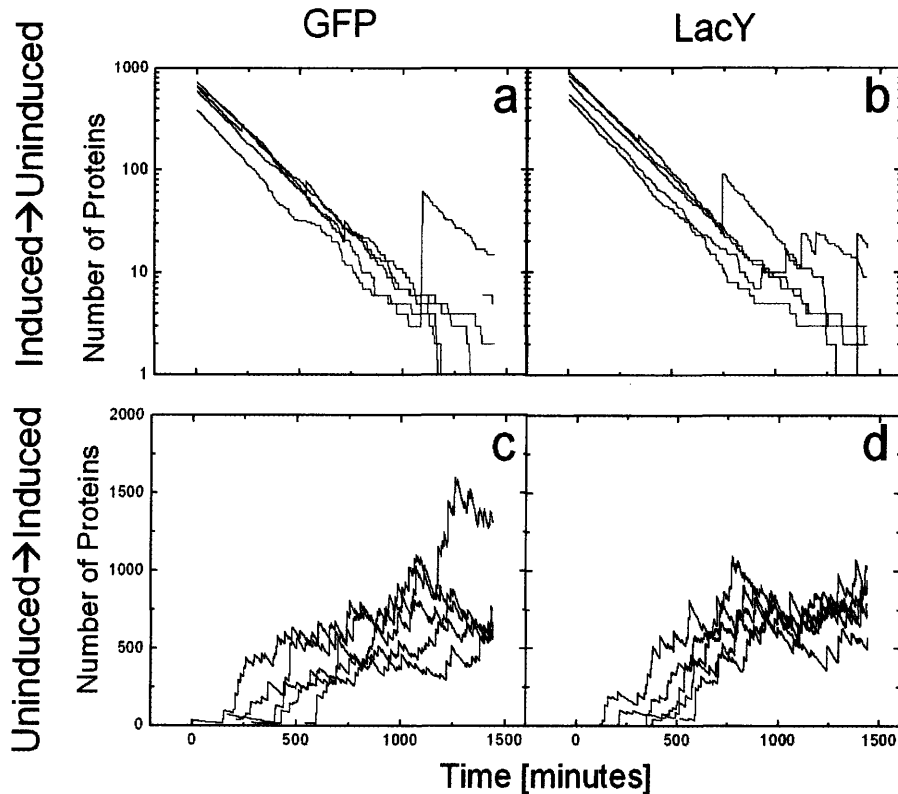 GFP
LacY
Induced→Uninduced
Number of Proteins
1000
100
10
1
a
b
Uninduced→Induced
Number of Proteins
2000
1500
1000
500
0
c
d
0
500
1000
1500
0
500
1000
1500
Time [minutes]